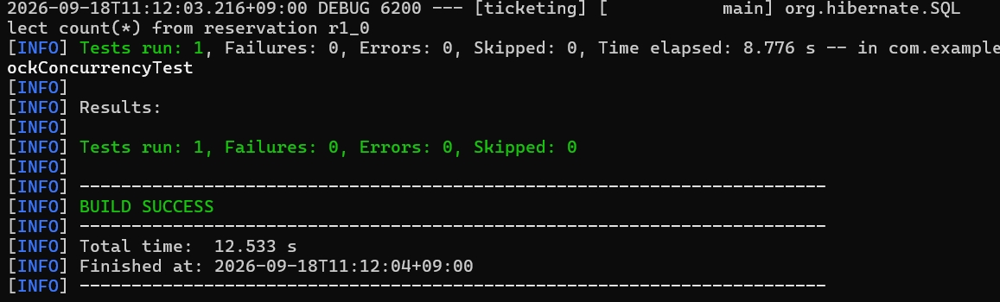 2026-09-18T11:12:03.216+09:00 DEBUG 6200 --- [ticketing] [           main] org.hibernate.SQL
lect count(*) from reservation r1_0
[INFO] Tests run: 1, Failures: 0, Errors: 0, Skipped: 0, Time elapsed: 8.776 s -- in com.example
ockConcurrencyTest
[INFO]
[INFO] Results:
[INFO]
[INFO] Tests run: 1, Failures: 0, Errors: 0, Skipped: 0
[INFO]
[INFO] ------------------------------------------------------------------------
[INFO] BUILD SUCCESS
[INFO] ------------------------------------------------------------------------
[INFO] Total time:  12.533 s
[INFO] Finished at: 2026-09-18T11:12:04+09:00
[INFO] ------------------------------------------------------------------------